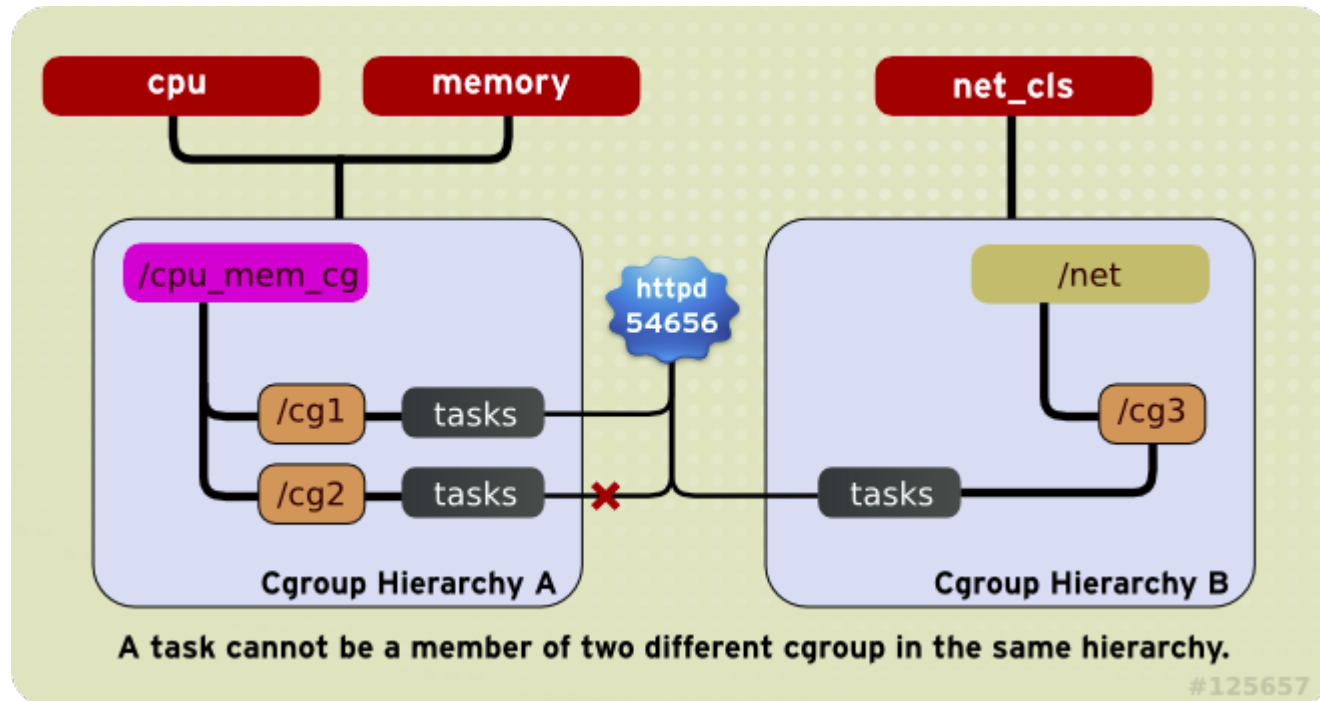 cpu
memory
net_cls
/cpu_mem_cg
httpd
54656
/net
/cg1
tasks
/cg3
/cg2
tasks
tasks
Cgroup Hierarchy A
Cgroup Hierarchy B
A task cannot be a member of two different cgroup in the same hierarchy.
#125657